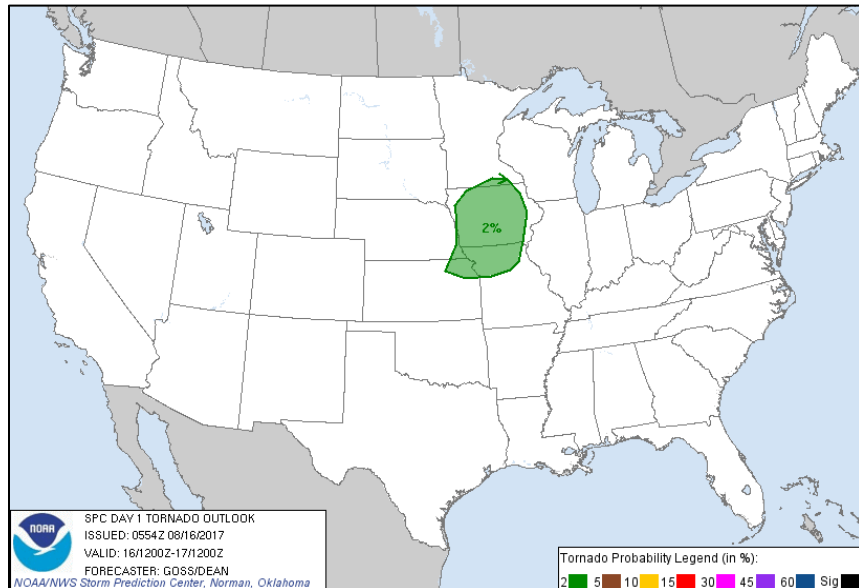 2%
NOAA
SPC DAY 1 TORNADO OUTLOOK
ISSUED: 0554Z 08/16/2017
VALID: 16/1200Z-17/1200Z
FORECASTER: GOSS/DEAN
NOAA/NWS Storm Prediction Center, Norman, Oklahoma
Tornado Probability Legend (in %):
2 5 10 15 30 45 60 Sig